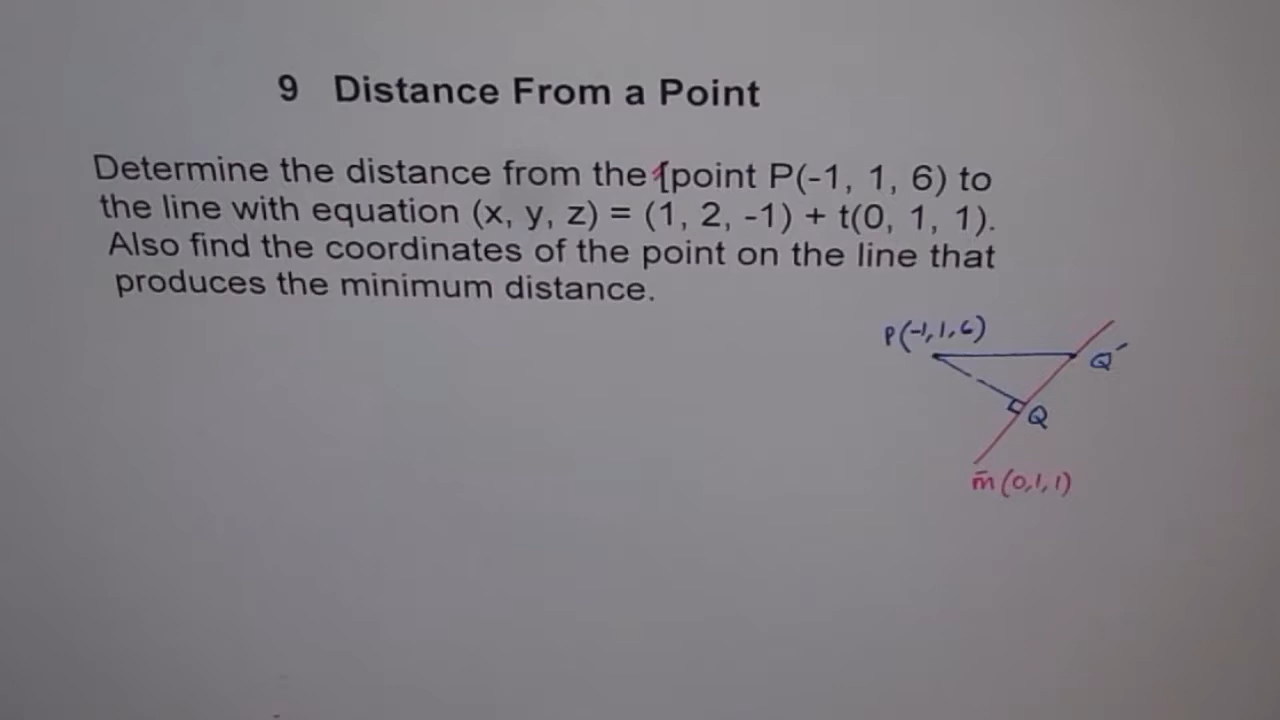 9 Distance From a Point
Determine the distance from the {point P(-1, 1, 6) to
the line with equation (x, y, z) = (1, 2, -1) + t(0, 1, 1).
Also find the coordinates of the point on the line that
produces the minimum distance.
P(-1, 1, 6)
Q′
Q
m̄ (0, 1, 1)